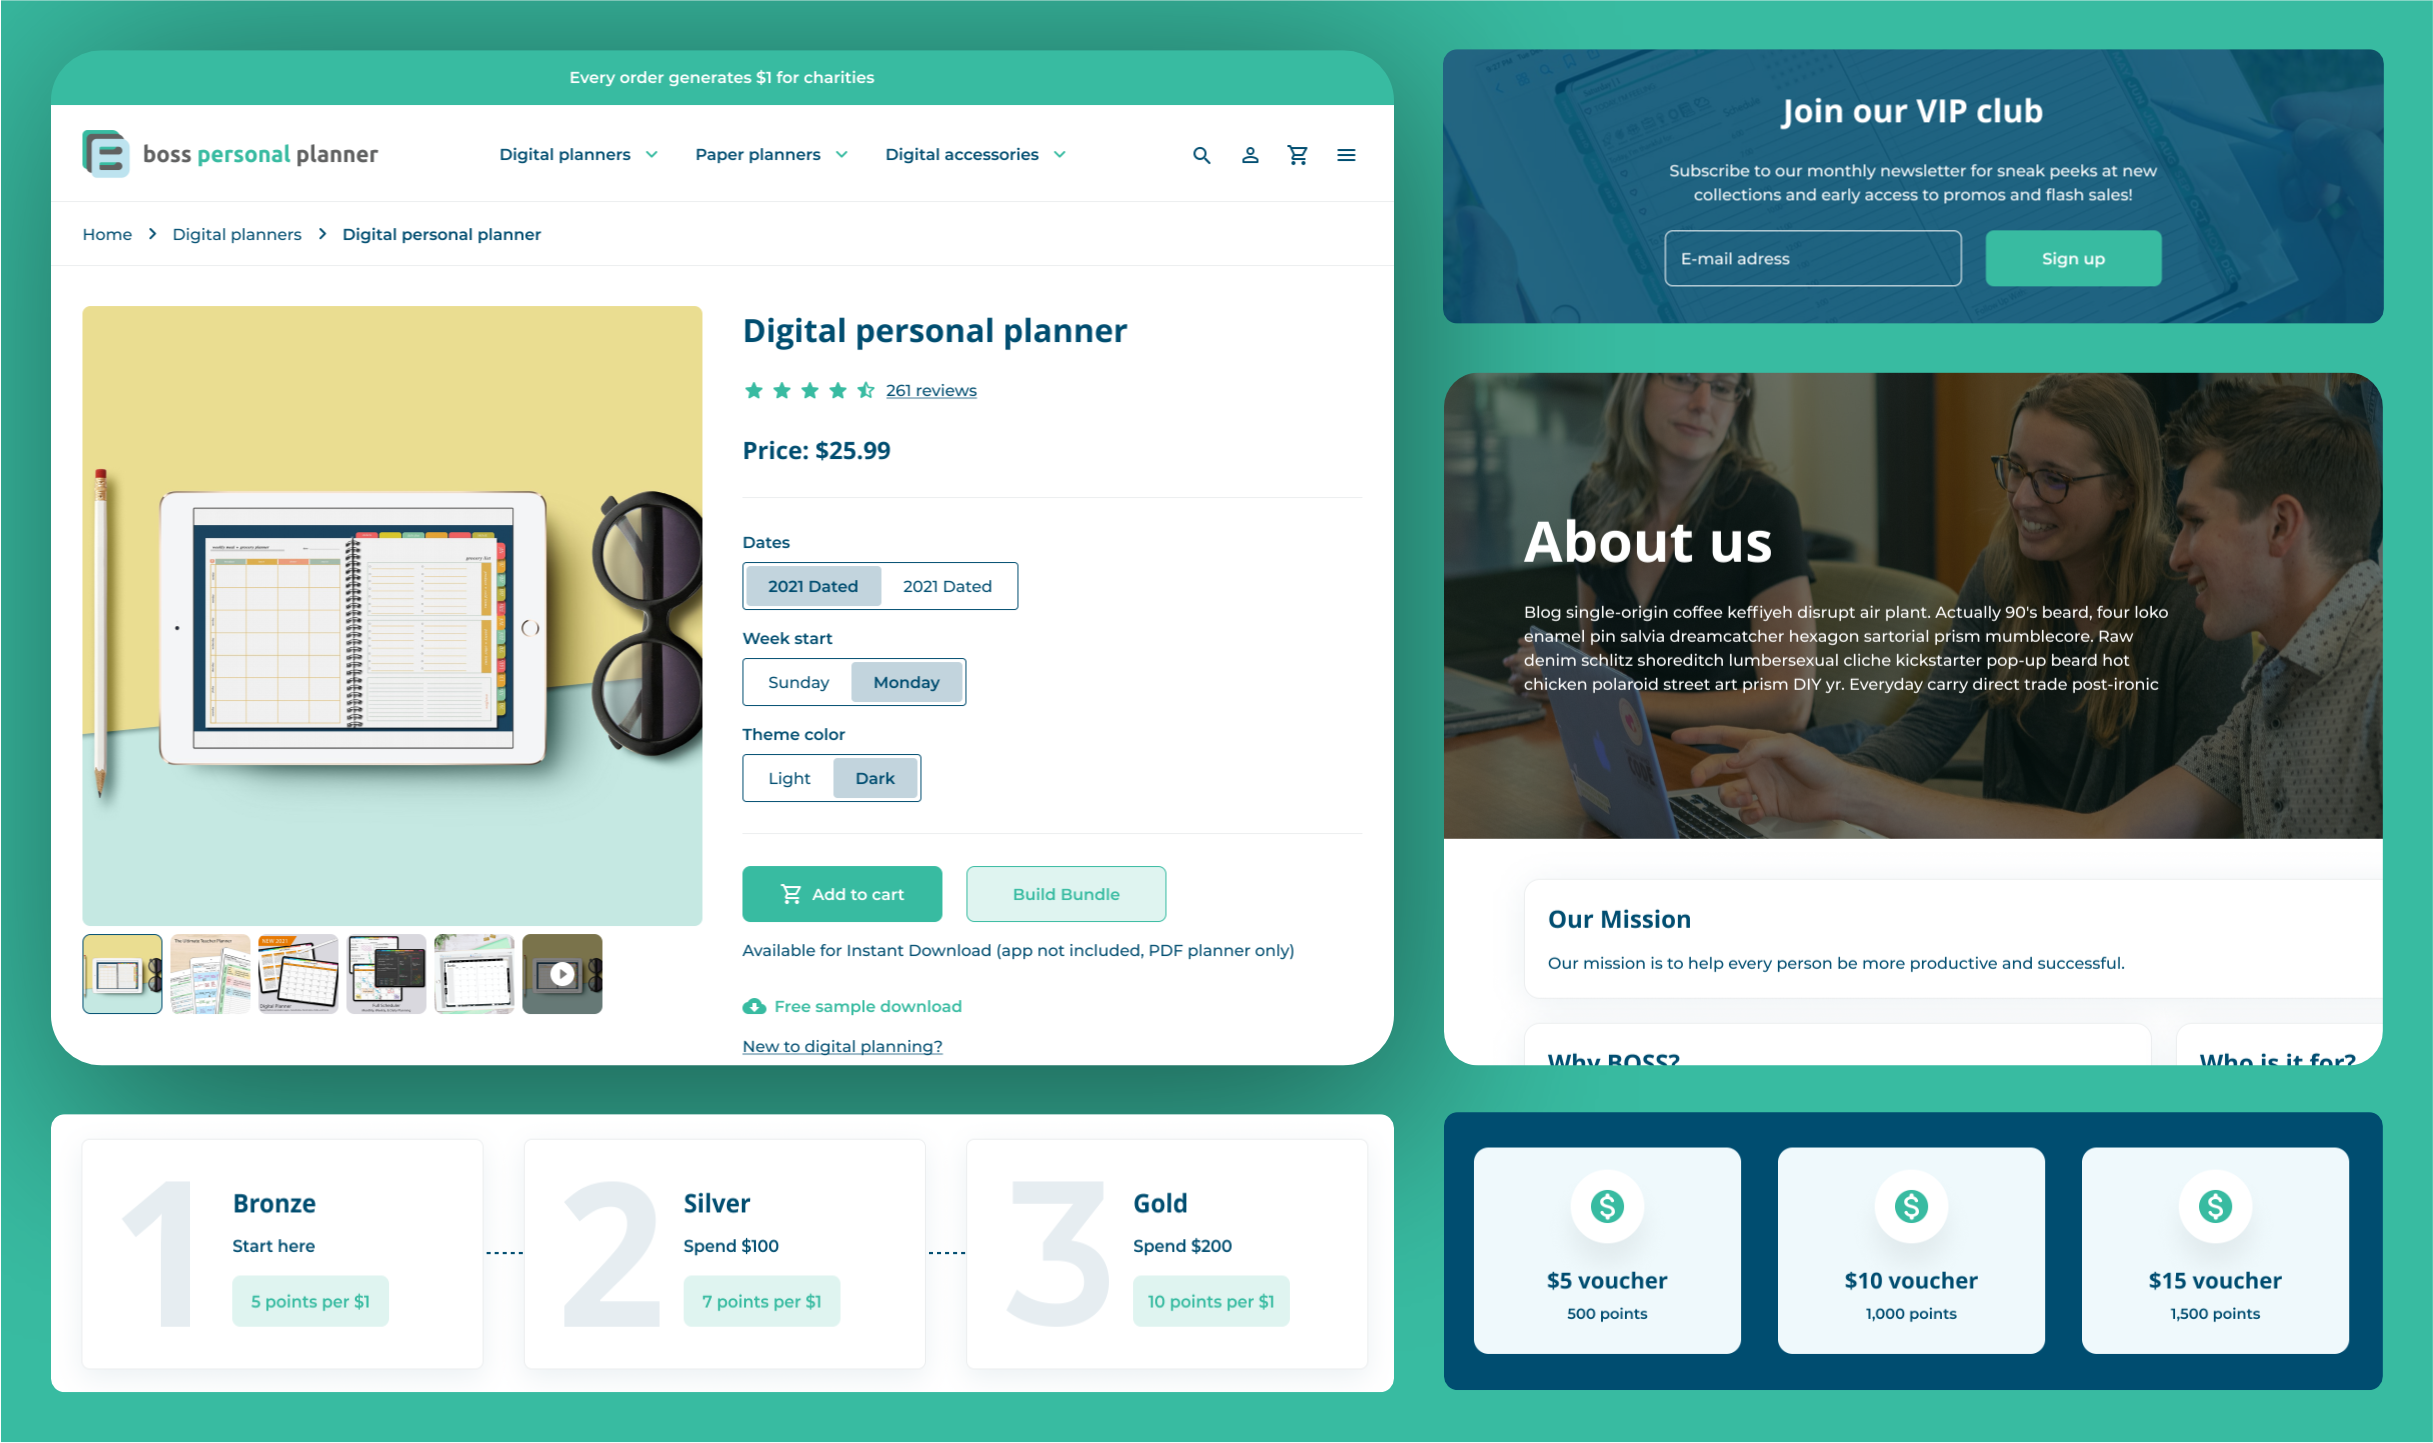 Every order generates $1 for charities
boss personal planner
Digital planners
Paper planners
Digital accessories
Home
Digital planners
Digital personal planner
Digital personal planner
261 reviews
Price: $25.99
Dates
2021 Dated
2021 Dated
Week start
Sunday
Monday
Theme color
Light
Dark
Add to cart
Build Bundle
Available for Instant Download (app not included, PDF planner only)
Free sample download
New to digital planning?
The Ultimate Teacher Planner
NEW 2021
Digital Planner
Join our VIP club
Subscribe to our monthly newsletter for sneak peeks at new
collections and early access to promos and flash sales!
E-mail adress
Sign up
About us
Blog single-origin coffee keffiyeh disrupt air plant. Actually 90's beard, four loko
enamel pin salvia dreamcatcher hexagon sartorial prism mumblecore. Raw
denim schlitz shoreditch lumbersexual cliche kickstarter pop-up beard hot
chicken polaroid street art prism DIY yr. Everyday carry direct trade post-ironic
Our Mission
Our mission is to help every person be more productive and successful.
Why BOSS?
Who is it for?
1
Bronze
Start here
5 points per $1
2
Silver
Spend $100
7 points per $1
3
Gold
Spend $200
10 points per $1
$5 voucher
500 points
$10 voucher
1,000 points
$15 voucher
1,500 points